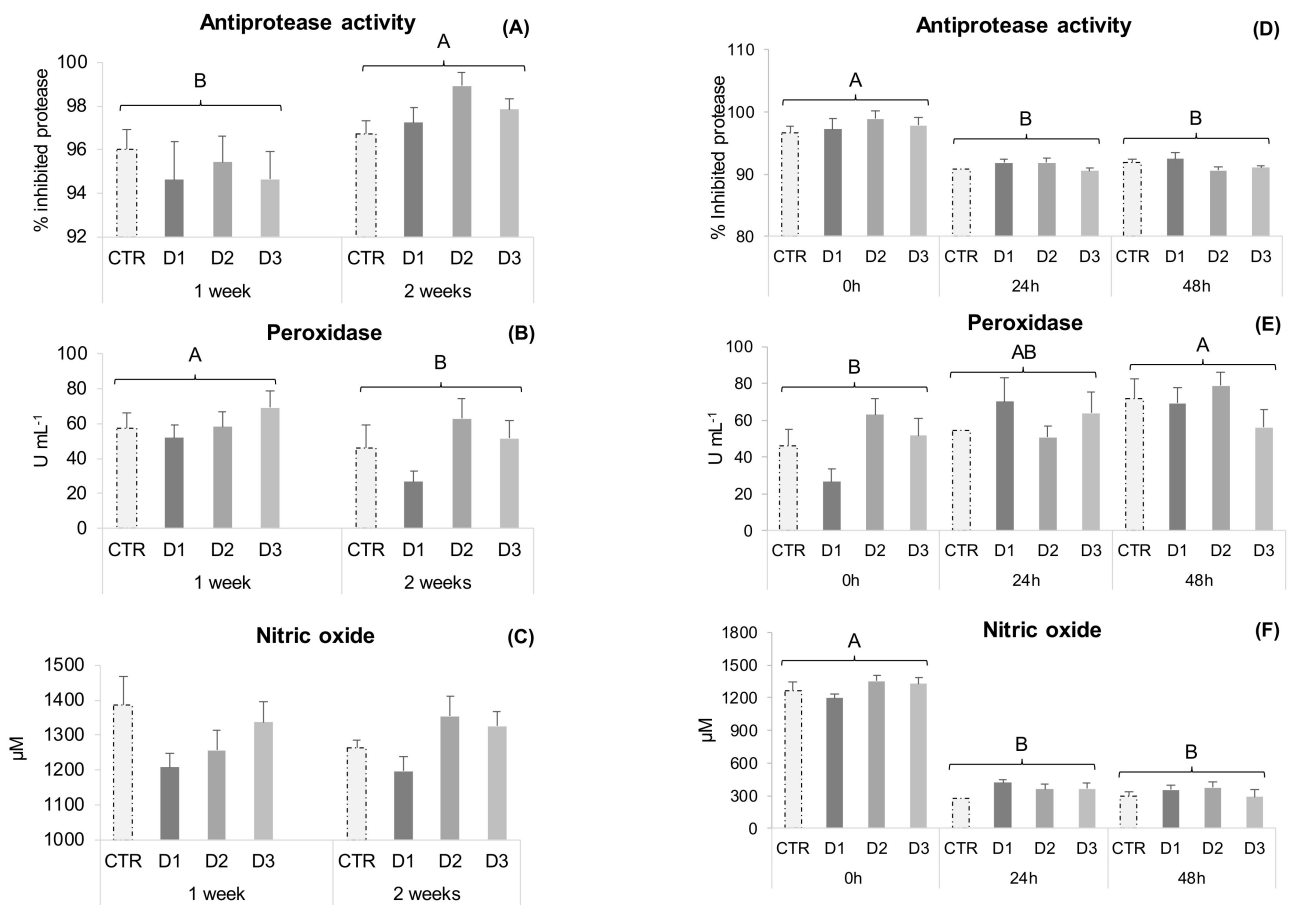 Antiprotease activity (A)
B A
% inhibited protease
100
98
96
94
92
CTR D1 D2 D3 CTR D1 D2 D3
1 week 2 weeks
Peroxidase (B)
A B
U mL-1
100
80
60
40
20
0
CTR D1 D2 D3 CTR D1 D2 D3
1 week 2 weeks
Nitric oxide (C)
µM
1500
1400
1300
1200
1100
1000
CTR D1 D2 D3 CTR D1 D2 D3
1 week 2 weeks
Antiprotease activity (D)
A B B
% Inhibited protease
110
100
90
80
CTR D1 D2 D3 CTR D1 D2 D3 CTR D1 D2 D3
0h 24h 48h
Peroxidase (E)
B AB A
U mL-1
100
80
60
40
20
0
CTR D1 D2 D3 CTR D1 D2 D3 CTR D1 D2 D3
0h 24h 48h
Nitric oxide (F)
A B B
µM
1800
1500
1200
900
600
300
0
CTR D1 D2 D3 CTR D1 D2 D3 CTR D1 D2 D3
0h 24h 48h